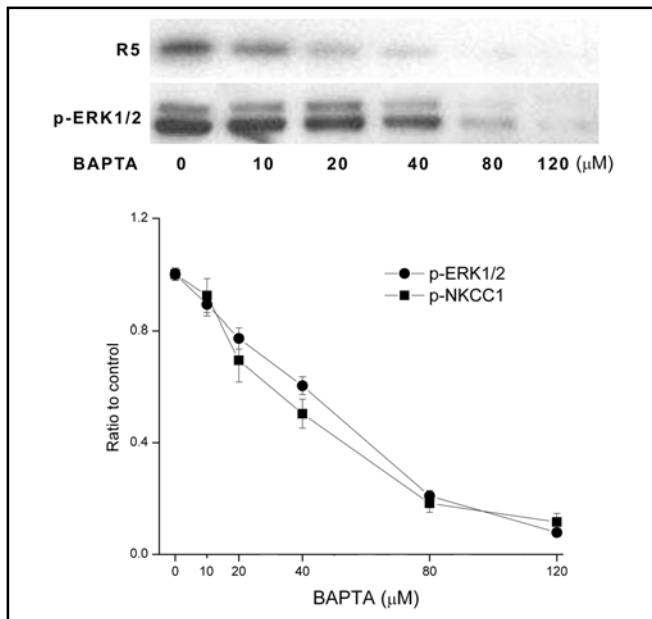 R5
p-ERK1/2
BAPTA 0 10 20 40 80 120 (μM)
1.2
p-ERK1/2
p-NKCC1
0.8
Ratio to control
0.4
0.0
0 10 20 40 80 120
BAPTA (μM)